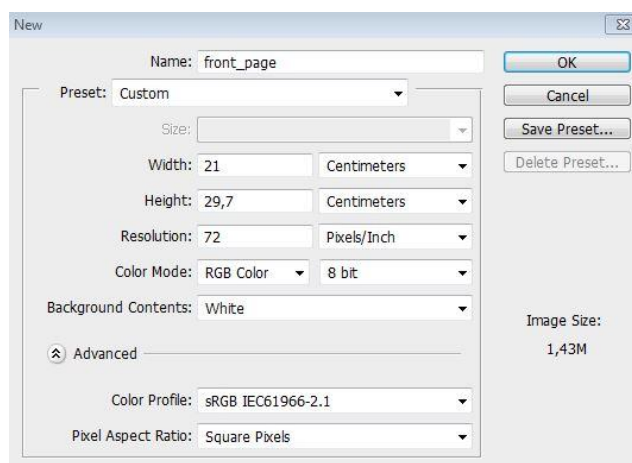 New
Name: front_page
OK
Preset: Custom
Cancel
Size:
Save Preset...
Width: 21 Centimeters
Delete Preset...
Height: 29,7 Centimeters
Resolution: 72 Pixels/Inch
Color Mode: RGB Color 8 bit
Background Contents: White
Image Size:
1,43M
Advanced
Color Profile: sRGB IEC61966-2.1
Pixel Aspect Ratio: Square Pixels